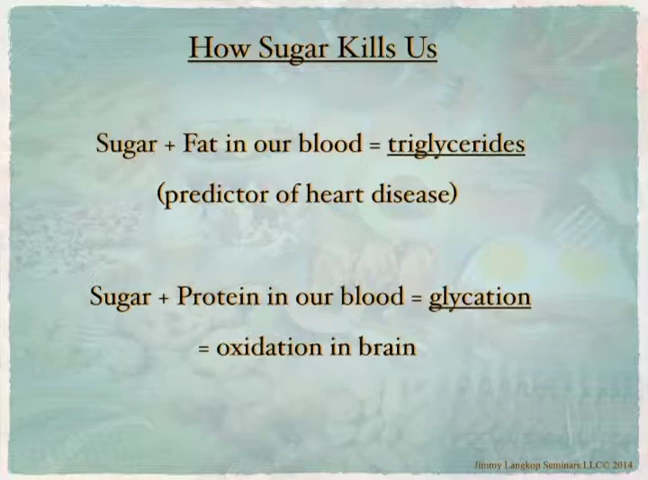 How Sugar Kills Us
Sugar + Fat in our blood = triglycerides
(predictor of heart disease)
Sugar + Protein in our blood = glycation
= oxidation in brain
Jimmy Langkop Seminars LLC© 2014